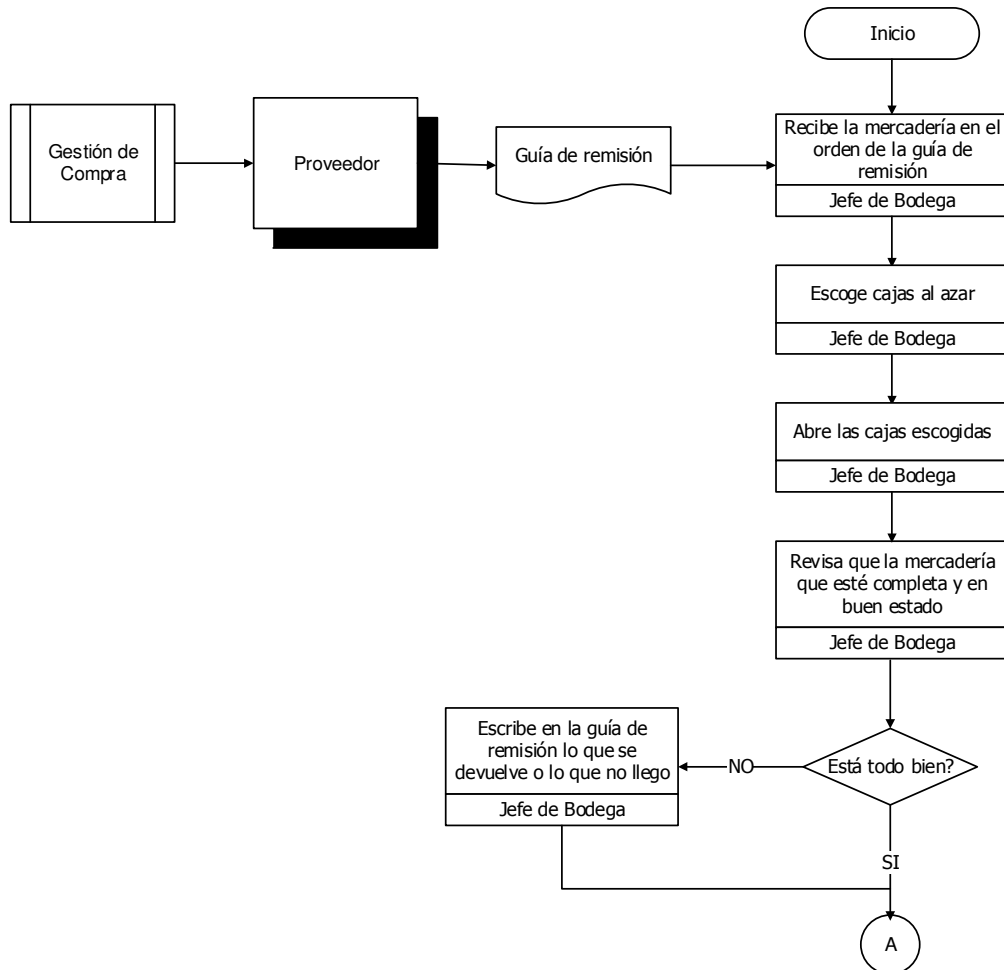 Inicio
Gestión de
Compra
Proveedor
Guía de remisión
Recibe la mercadería en el
orden de la guía de
remisión
Jefe de Bodega
Escoge cajas al azar
Jefe de Bodega
Abre las cajas escogidas
Jefe de Bodega
Revisa que la mercadería
que esté completa y en
buen estado
Jefe de Bodega
Está todo bien?
NO
Escribe en la guía de
remisión lo que se
devuelve o lo que no llego
Jefe de Bodega
SI
A